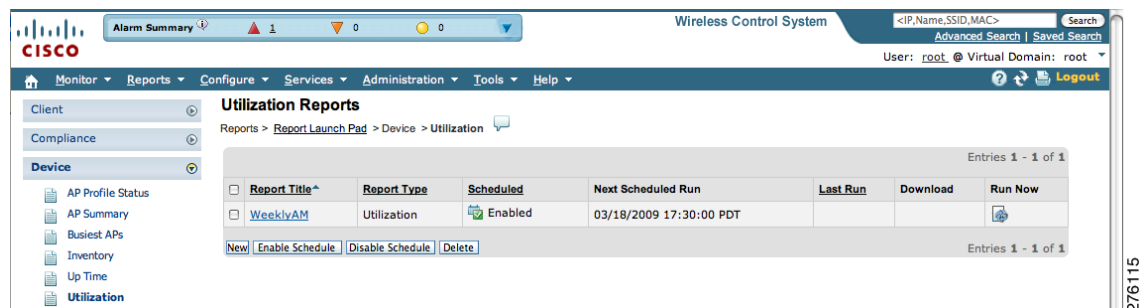 Alarm Summary 1 0 0 Wireless Control System <IP,Name,SSID,MAC> Search
Advanced Search | Saved Search
CISCO
User: root @ Virtual Domain: root
Monitor Reports Configure Services Administration Tools Help Logout
Client
Compliance
Device
AP Profile Status
AP Summary
Busiest APs
Inventory
Up Time
Utilization
Utilization Reports
Reports > Report Launch Pad > Device > Utilization
Entries 1 - 1 of 1
Report Title Report Type Scheduled Next Scheduled Run Last Run Download Run Now
WeeklyAM Utilization Enabled 03/18/2009 17:30:00 PDT
New Enable Schedule Disable Schedule Delete Entries 1 - 1 of 1
276115